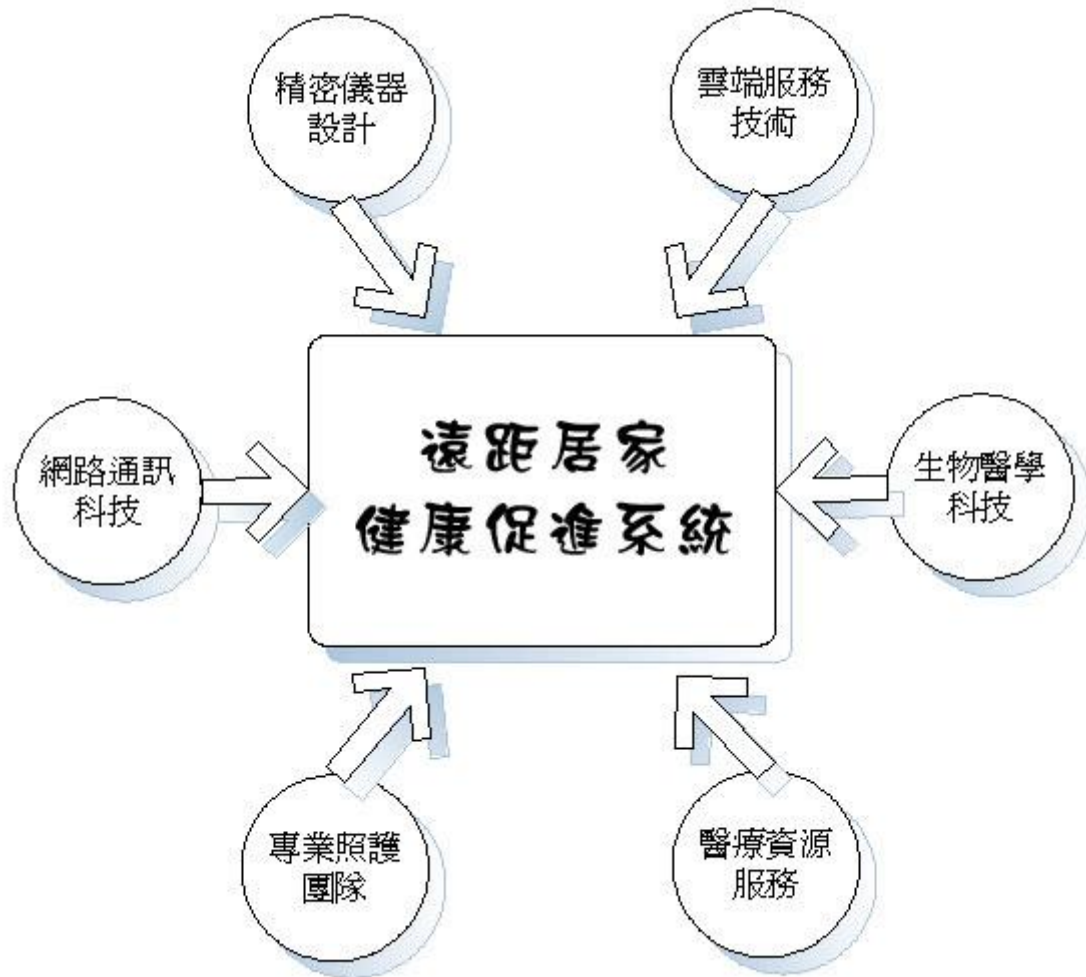 精密儀器
設計
雲端服務
技術
網路通訊
科技
遠距居家
健康促進系統
生物醫學
科技
專業照護
團隊
醫療資源
服務